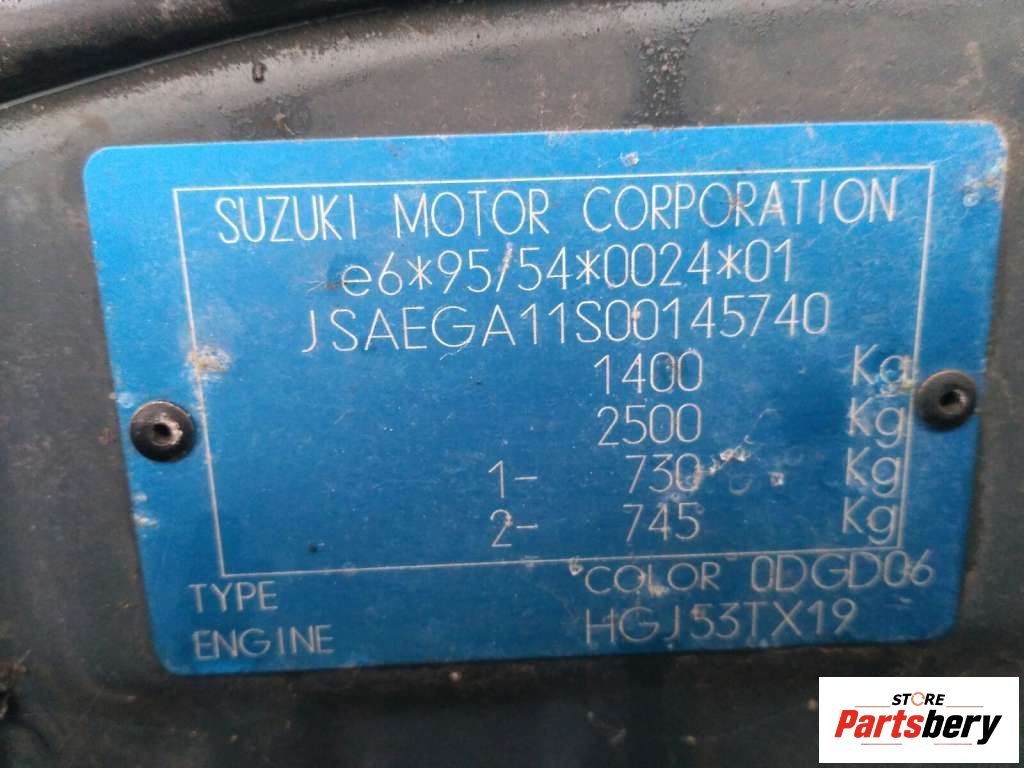 SUZUKI MOTOR CORPORATION
e6*95/54*0024*01
JSAEGA11S00145740
1400 Kg
2500 Kg
1- 730 Kg
2- 745 Kg
TYPE COLOR 0DGD06
ENGINE HGJ53TX19
STORE
Partsbery